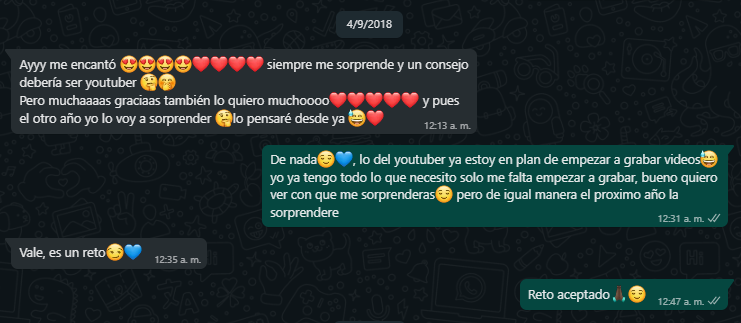 4/9/2018
Ayyy me encantó 😍😍😍😍❤️❤️❤️❤️ siempre me sorprende y un consejo
debería ser youtuber 🤔🤭
Pero muchaaaas graciaas también lo quiero muchoooo❤️❤️❤️❤️❤️ y pues
el otro año yo lo voy a sorprender 🤔lo pensaré desde ya 😅❤️
12:13 a. m.
De nada😌💙, lo del youtuber ya estoy en plan de empezar a grabar videos😅
yo ya tengo todo lo que necesito solo me falta empezar a grabar, bueno quiero
ver con que me sorprenderas😌 pero de igual manera el proximo año la
sorprendere
12:31 a. m.
Vale, es un reto😏💙
12:35 a. m.
Reto aceptado🙏🏿😌
12:47 a. m.